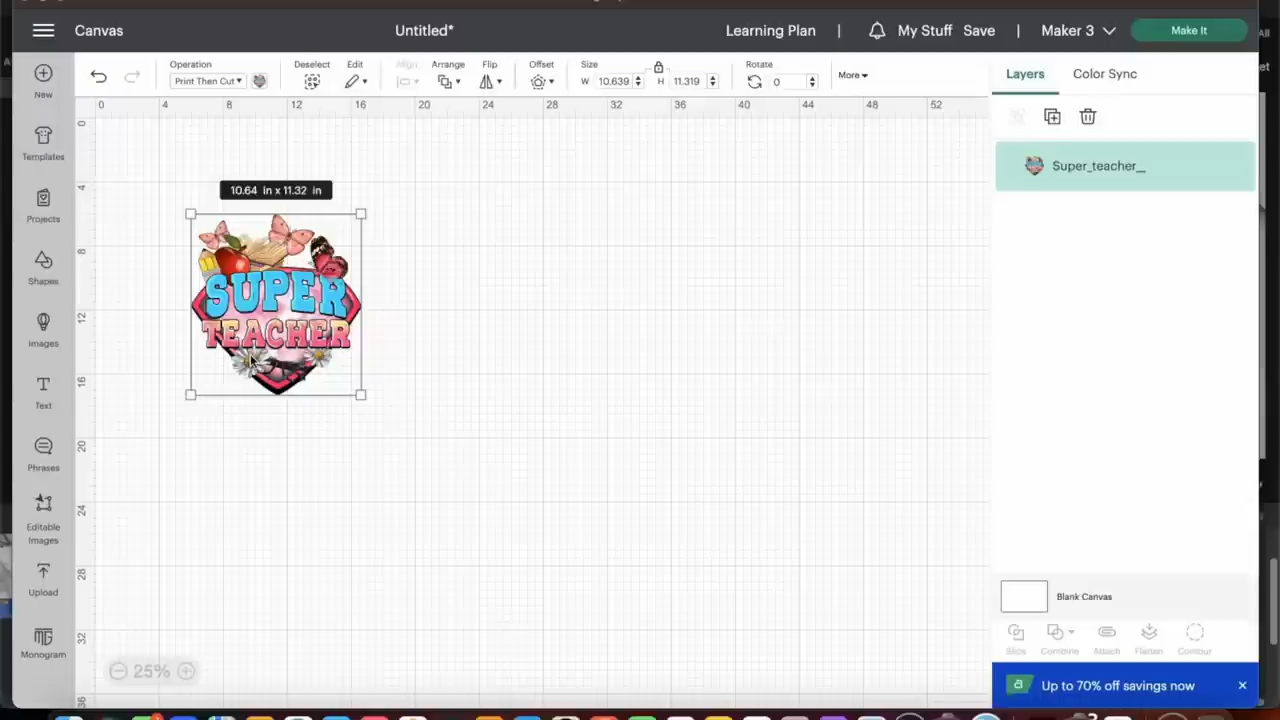 Canvas
Untitled*
Learning Plan | My Stuff Save | Maker 3 Make It
Operation
Print Then Cut
Deselect
Edit
Align
Arrange
Flip
Offset
Size
W 10.639 H 11.319
Rotate
0
More
Layers Color Sync
New
Templates
Projects
Shapes
Images
Text
Phrases
Editable
Images
Upload
Monogram
0 4 8 12 16 20 24 28 32 36 40 44 48 52
0
4
8
12
16
20
24
28
32
36
10.64 in x 11.32 in
SUPER
TEACHER
25%
Super_teacher__
Blank Canvas
Slice Combine Attach Flatten Contour
a Up to 70% off savings now